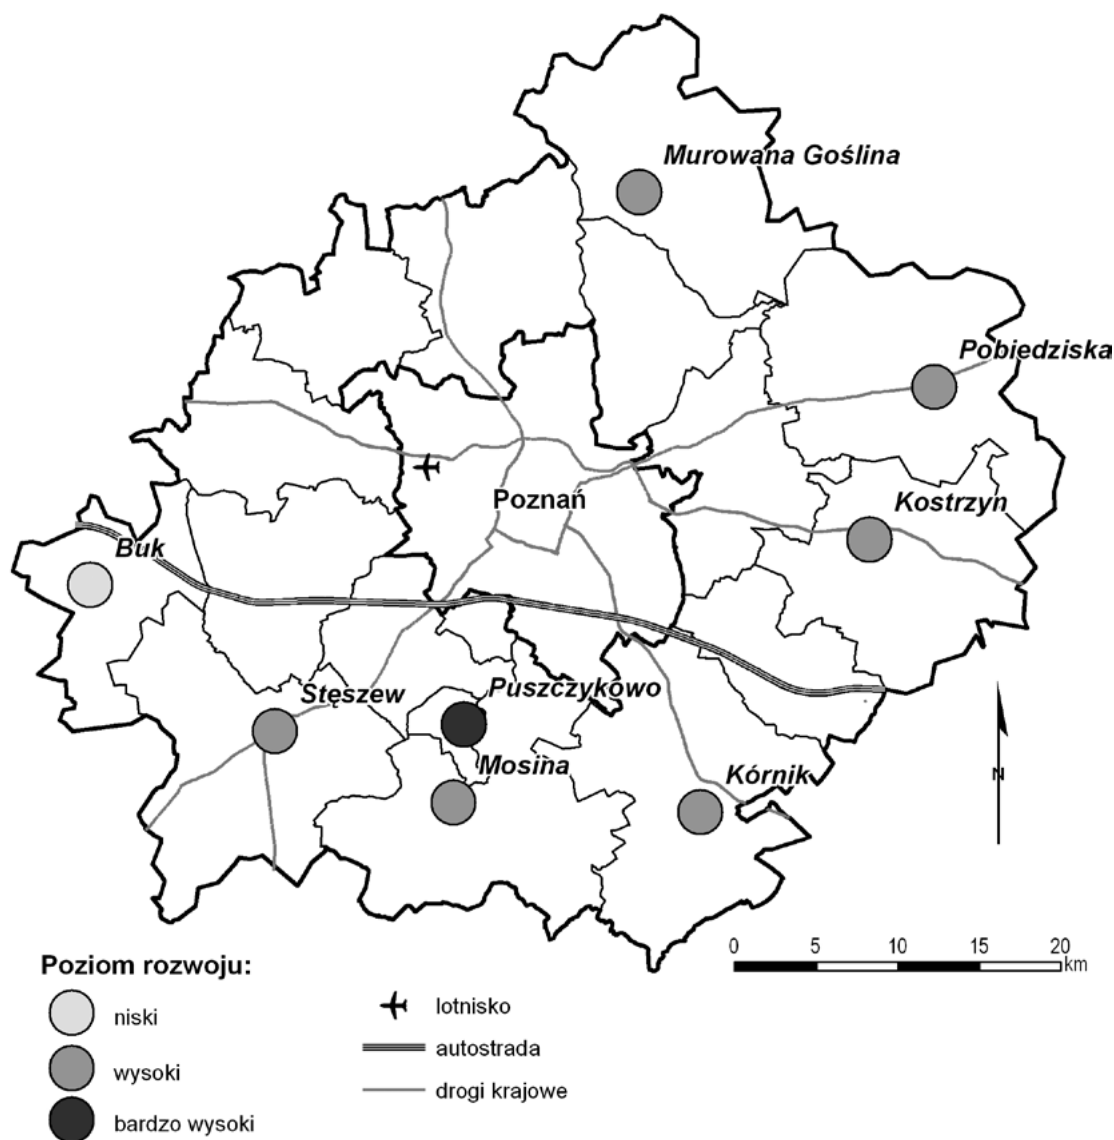 Murowana Goślina
Pobiedziska
Kostrzyn
Poznań
Buk
Stęszew
Puszczykowo
Mosina
Kórnik
N
0 5 10 15 20
km
Poziom rozwoju:
niski
wysoki
bardzo wysoki
lotnisko
autostrada
drogi krajowe